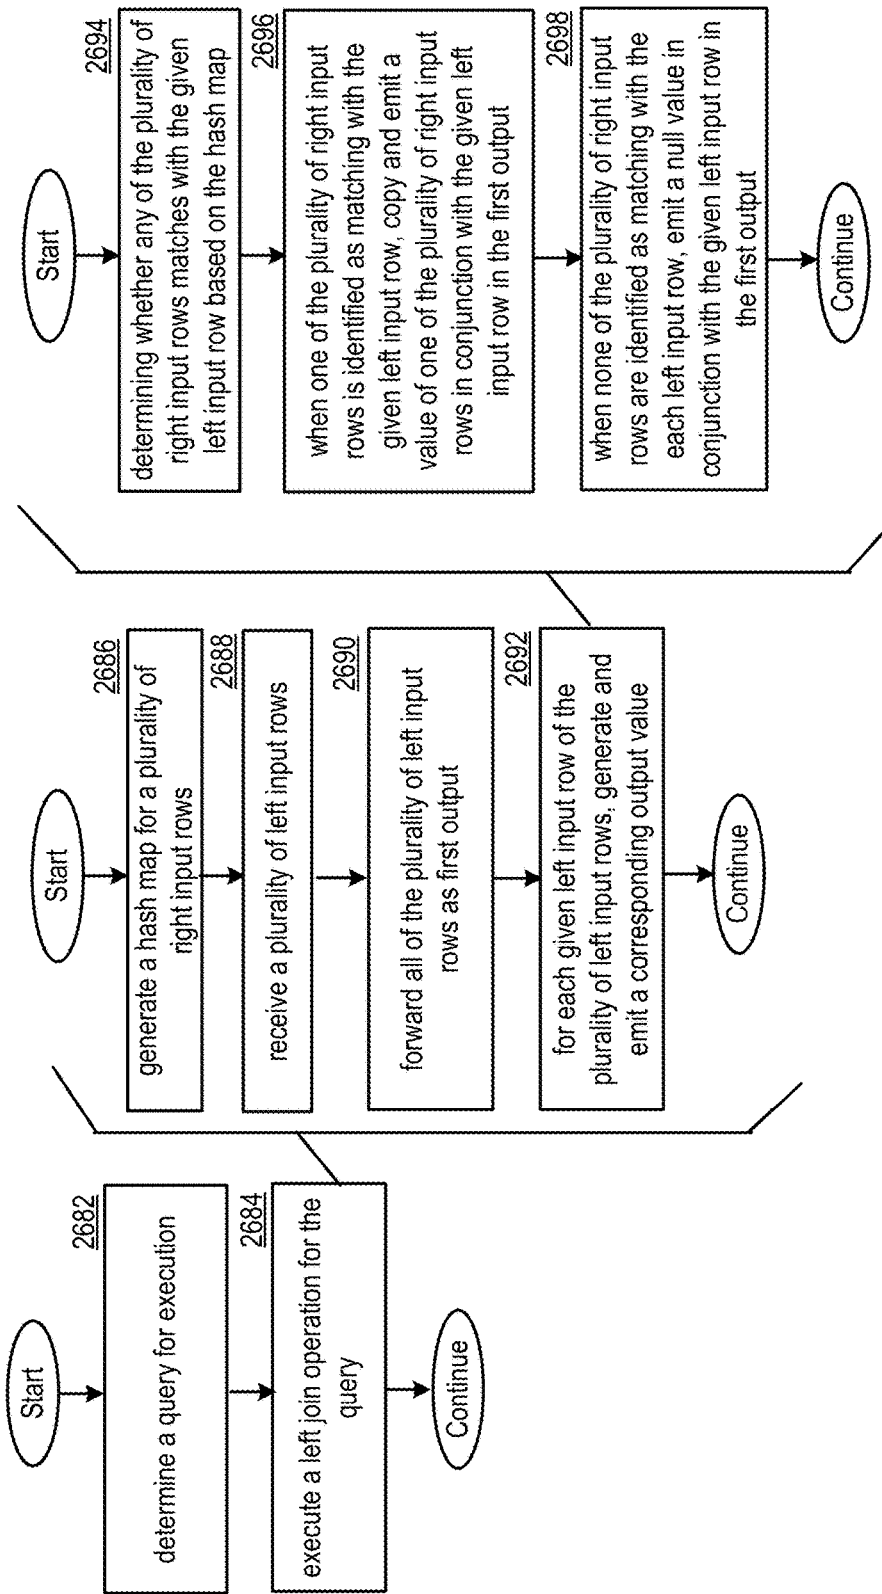 Start
2682
determine a query for execution
2684
execute a left join operation for the
query
Continue
Start
2686
generate a hash map for a plurality of
right input rows
2688
receive a plurality of left input rows
2690
forward all of the plurality of left input
rows as first output
2692
for each given left input row of the
plurality of left input rows, generate and
emit a corresponding output value
Continue
Start
2694
determining whether any of the plurality of
right input rows matches with the given
left input row based on the hash map
2696
when one of the plurality of right input
rows is identified as matching with the
given left input row, copy and emit a
value of one of the plurality of right input
rows in conjunction with the given left
input row in the first output
2698
when none of the plurality of right input
rows are identified as matching with the
each left input row, emit a null value in
conjunction with the given left input row in
the first output
Continue